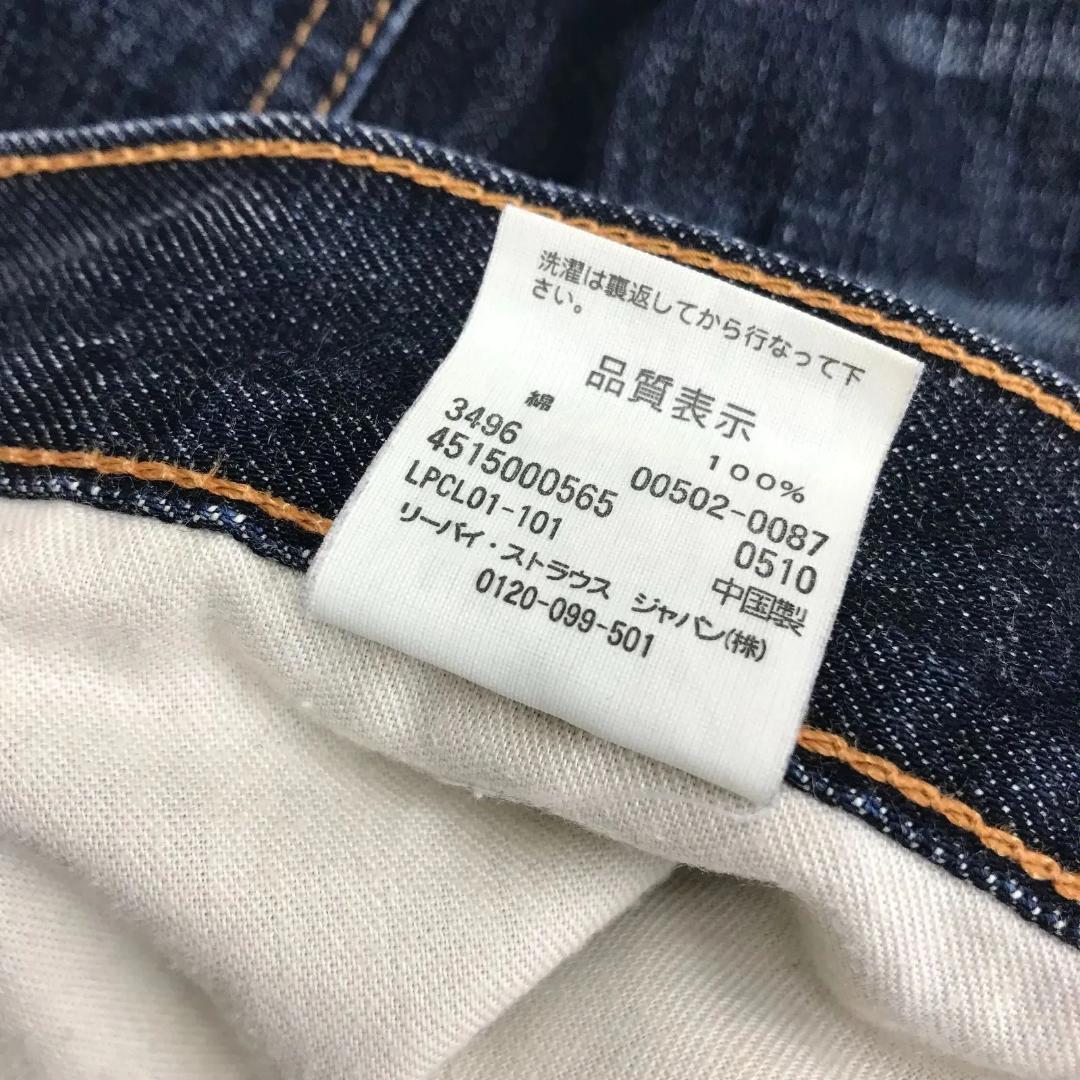 洗濯は裏返してから行なって下
さい。
品質表示
綿 100%
3496 00502-0087
4515000565 0510
LPCL01-101 中国製
リーバイ・ストラウス ジャパン(株)
0120-099-501